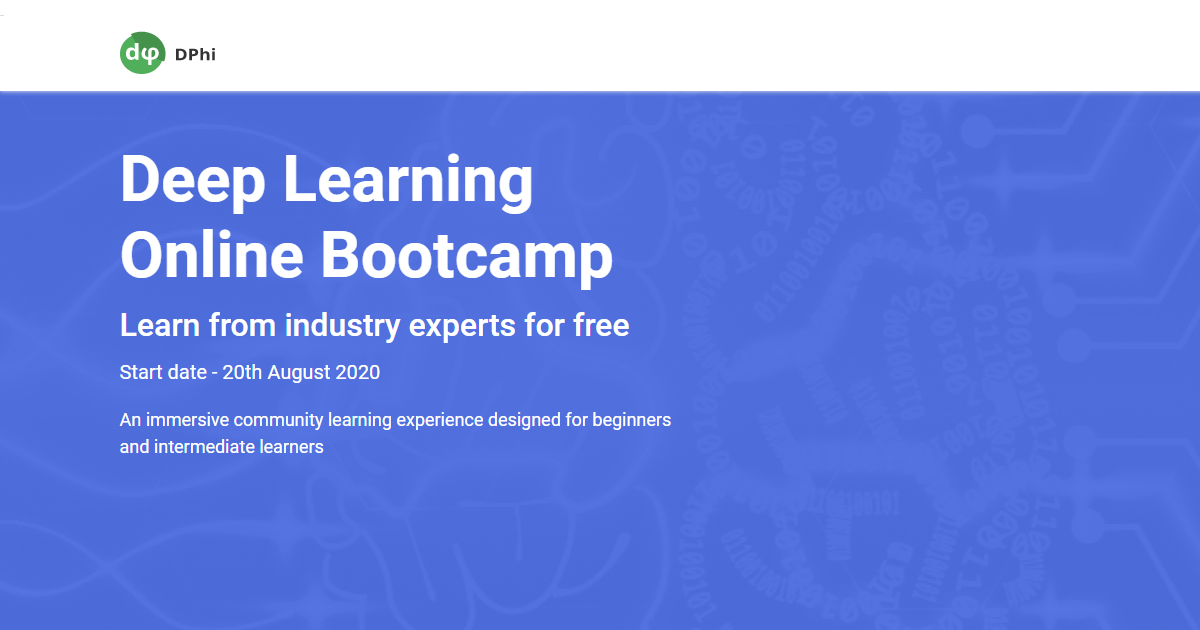 dφ DPhi
Deep Learning
Online Bootcamp
Learn from industry experts for free
Start date - 20th August 2020
An immersive community learning experience designed for beginners
and intermediate learners